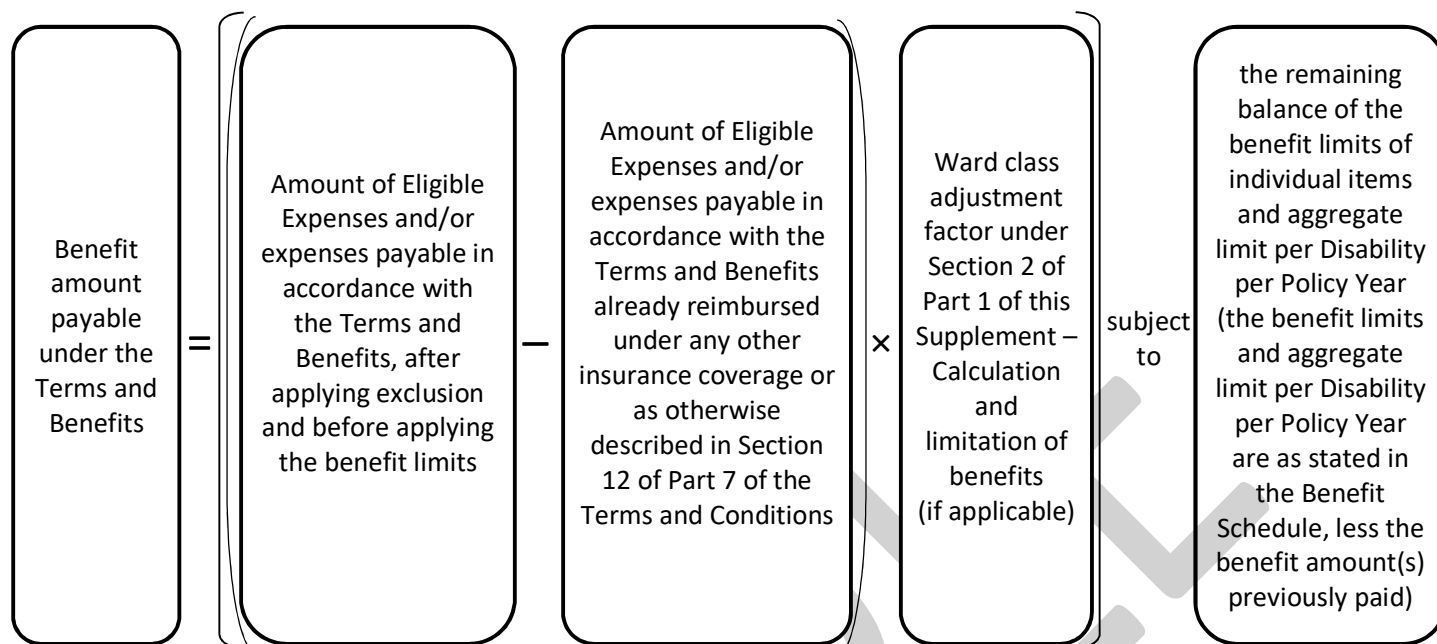 Benefit
amount
payable
under the
Terms and
Benefits
=
Amount of Eligible
Expenses and/or
expenses payable in
accordance with
the Terms and
Benefits, after
applying exclusion
and before applying
the benefit limits
–
Amount of Eligible
Expenses and/or
expenses payable in
accordance with the
Terms and Benefits
already reimbursed
under any other
insurance coverage or
as otherwise
described in Section
12 of Part 7 of the
Terms and Conditions
×
Ward class
adjustment
factor under
Section 2 of
Part 1 of this
Supplement –
Calculation
and
limitation of
benefits
(if applicable)
subject
to
the remaining
balance of the
benefit limits of
individual items
and aggregate
limit per Disability
per Policy Year
(the benefit limits
and aggregate
limit per Disability
per Policy Year
are as stated in
the Benefit
Schedule, less the
benefit amount(s)
previously paid)